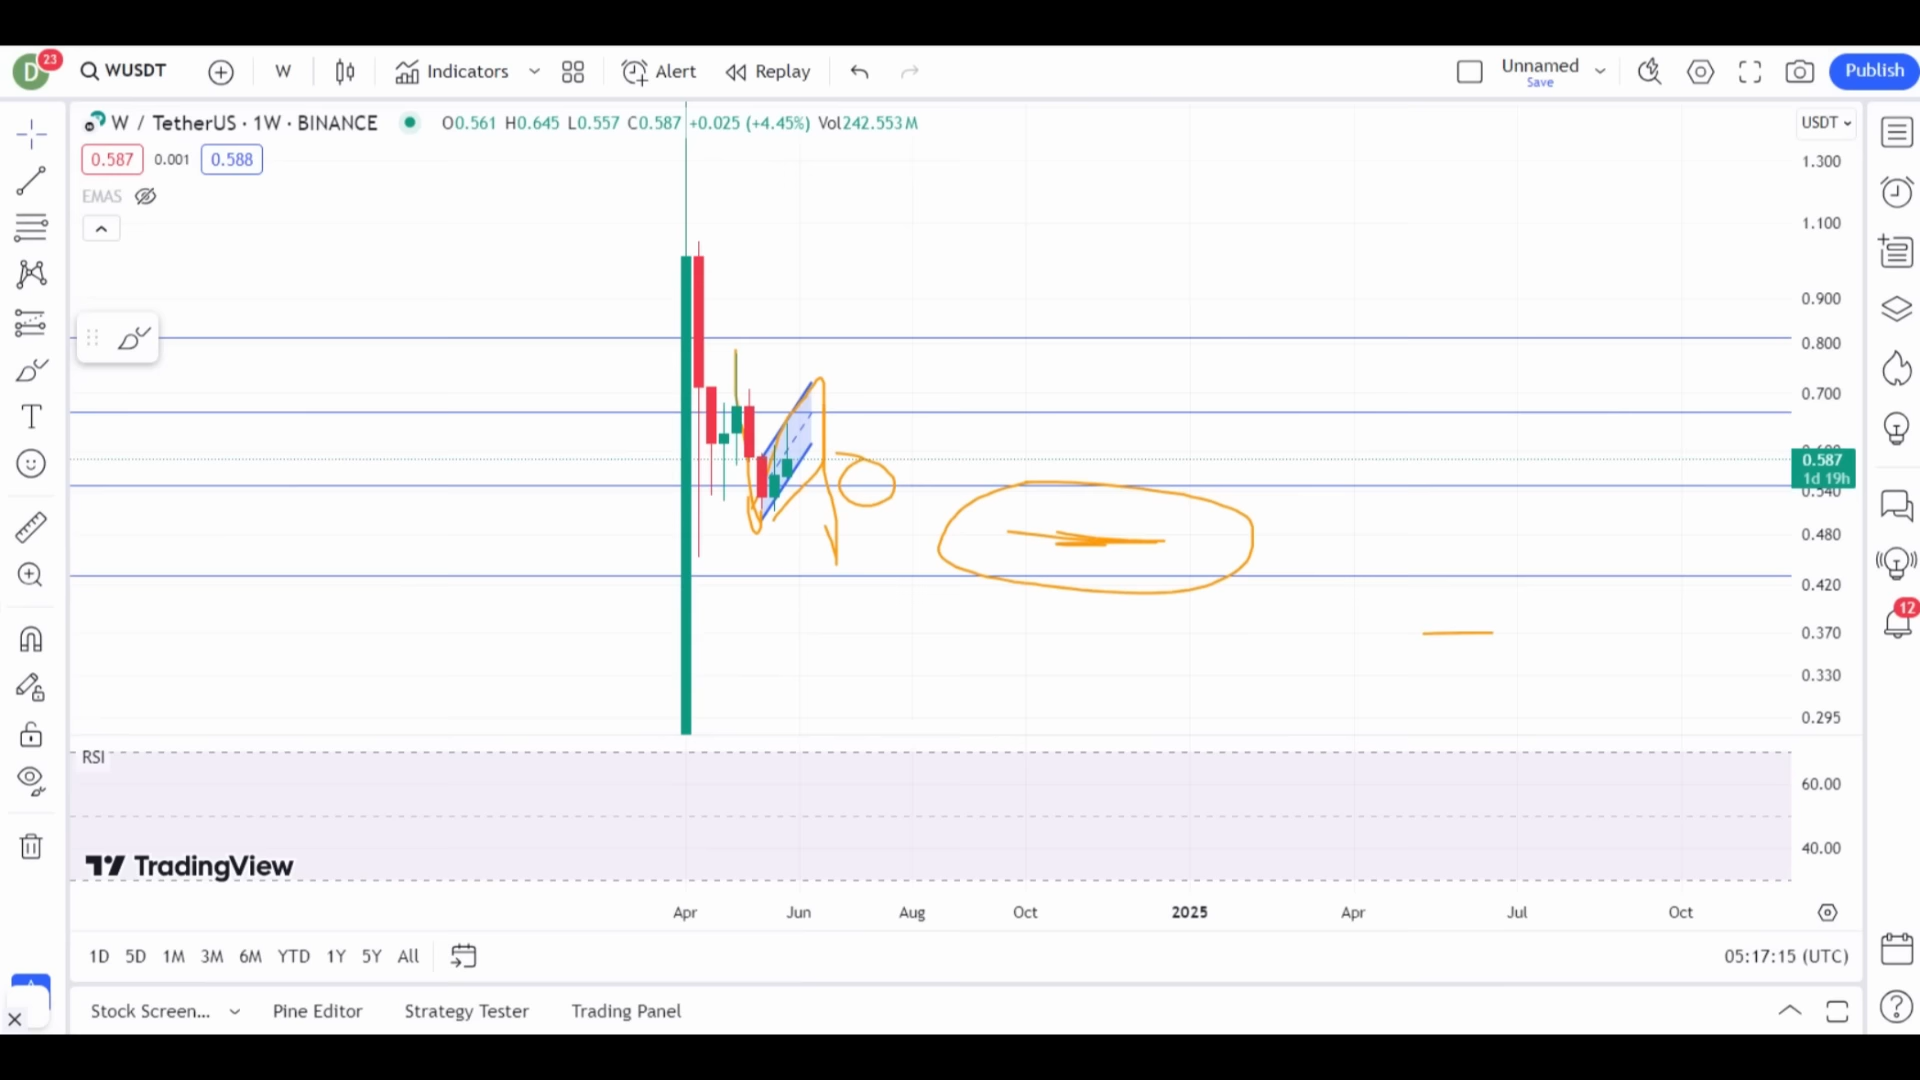 D 23 WUSDT W Indicators Alert Replay Unnamed Save Publish
W / TetherUS · 1W · BINANCE O0.561 H0.645 L0.557 C0.587 +0.025 (+4.45%) Vol242.553M USDT
0.587 0.001 0.588
EMAS
1.300
1.100
0.900
0.800
0.700
0.587
1d 19h
0.540
0.480
0.420
12
0.370
0.330
0.295
RSI
60.00
40.00
TradingView
Apr Jun Aug Oct 2025 Apr Jul Oct
1D 5D 1M 3M 6M YTD 1Y 5Y All 05:17:15 (UTC)
Stock Screen... Pine Editor Strategy Tester Trading Panel